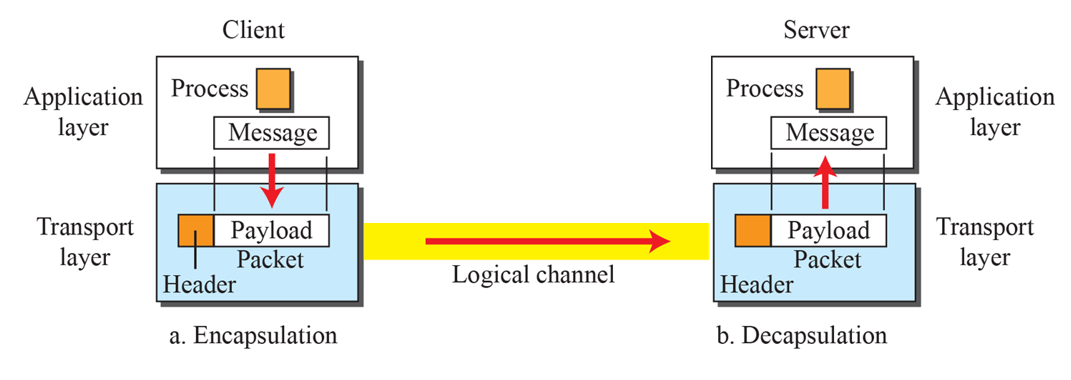 Client
Server
Application
layer
Process
Message
Process
Message
Application
layer
Transport
layer
Payload
Packet
Header
Logical channel
Payload
Packet
Header
Transport
layer
a. Encapsulation
b. Decapsulation